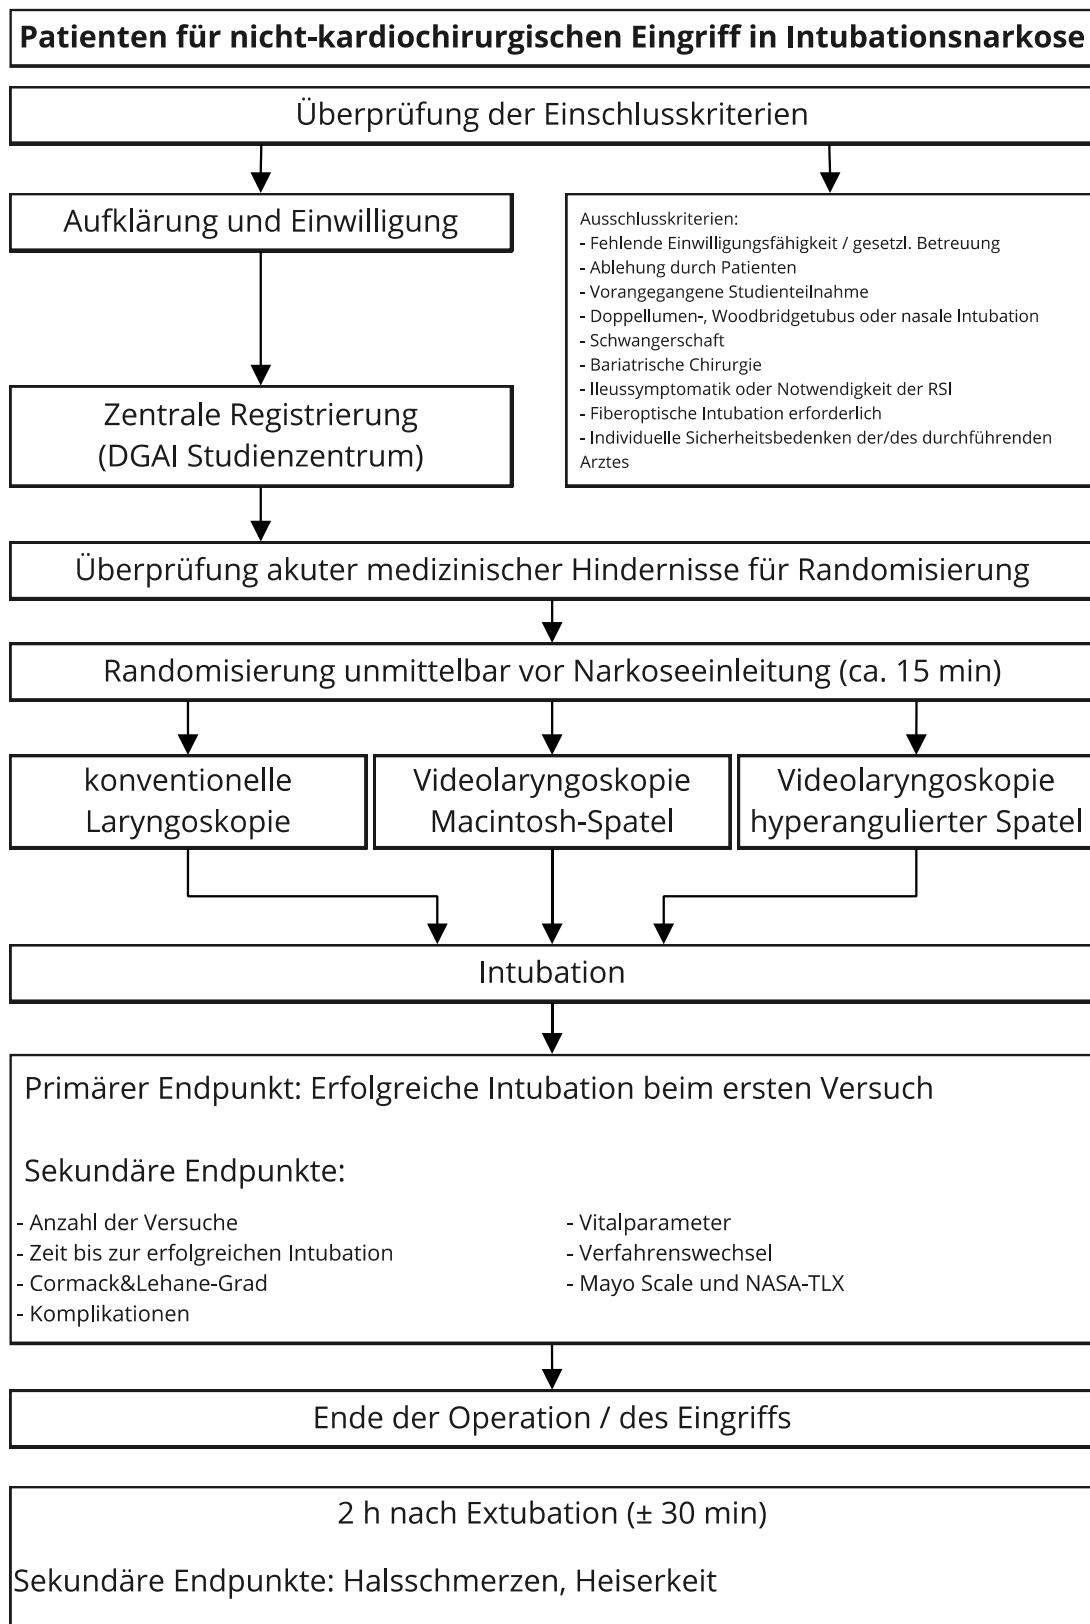 Patienten für nicht-kardiochirurgischen Eingriff in Intubationsnarkose
Überprüfung der Einschlusskriterien
Aufklärung und Einwilligung
Ausschlusskriterien:
- Fehlende Einwilligungsfähigkeit / gesetzl. Betreuung
- Ablehung durch Patienten
- Vorangegangene Studienteilnahme
- Doppellumen-, Woodbridgetubus oder nasale Intubation
- Schwangerschaft
- Bariatrische Chirurgie
- Ileussymptomatik oder Notwendigkeit der RSI
- Fiberoptische Intubation erforderlich
- Individuelle Sicherheitsbedenken der/des durchführenden
Arztes
Zentrale Registrierung
(DGAI Studienzentrum)
Überprüfung akuter medizinischer Hindernisse für Randomisierung
Randomisierung unmittelbar vor Narkoseeinleitung (ca. 15 min)
konventionelle
Laryngoskopie
Videolaryngoskopie
Macintosh-Spatel
Videolaryngoskopie
hyperangulierter Spatel
Intubation
Primärer Endpunkt: Erfolgreiche Intubation beim ersten Versuch
Sekundäre Endpunkte:
- Anzahl der Versuche
- Zeit bis zur erfolgreichen Intubation
- Cormack&Lehane-Grad
- Komplikationen
- Vitalparameter
- Verfahrenswechsel
- Mayo Scale und NASA-TLX
Ende der Operation / des Eingriffs
2 h nach Extubation (± 30 min)
Sekundäre Endpunkte: Halsschmerzen, Heiserkeit